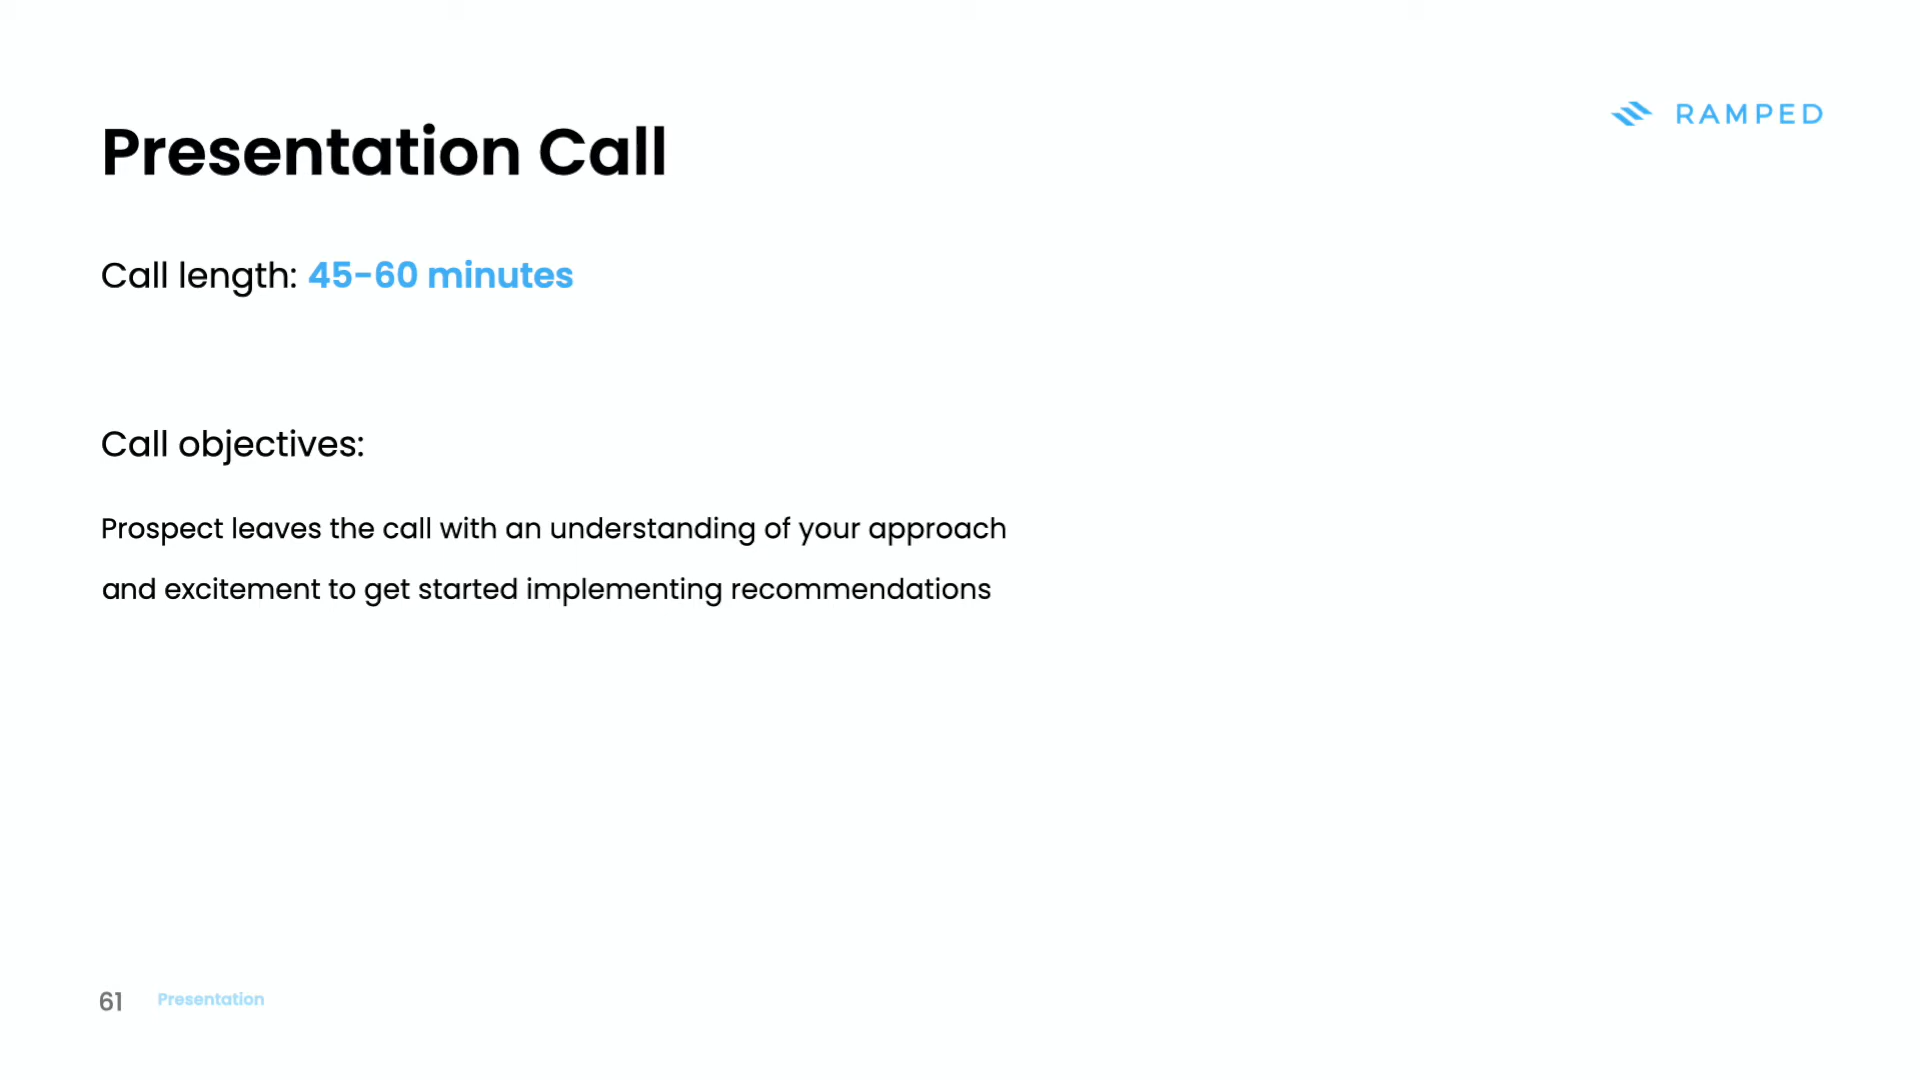 RAMPED
Presentation Call
Call length: 45-60 minutes
Call objectives:
Prospect leaves the call with an understanding of your approach
and excitement to get started implementing recommendations
61 Presentation